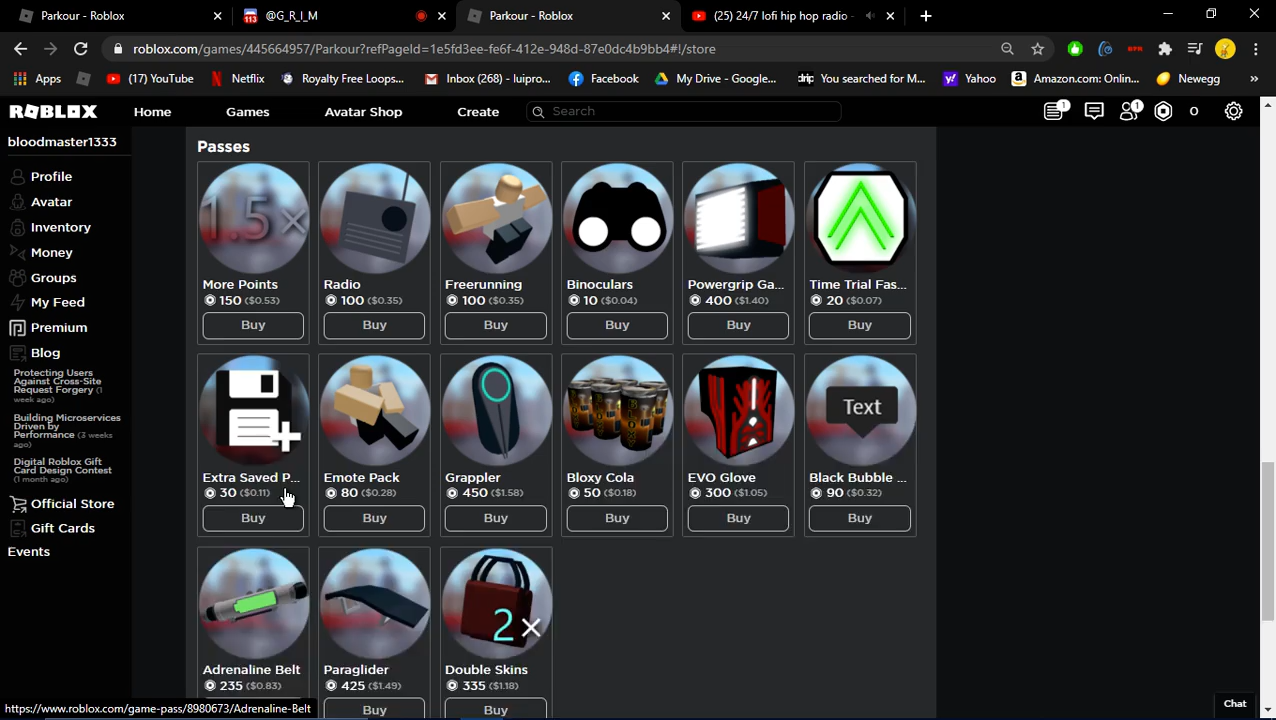 Parkour - Roblox
113
@G_R_I_M
Parkour - Roblox
(25) 24/7 lofi hip hop radio -
roblox.com/games/445664957/Parkour?refPageId=1e5fd3ee-fe6f-412e-948d-87e0dc4b9bb4#!/store
Apps
(17) YouTube
Netflix
Royalty Free Loops...
Inbox (268) - luipro...
Facebook
My Drive - Google...
You searched for M...
Yahoo
Amazon.com: Onlin...
Newegg
ROBLOX
Home
Games
Avatar Shop
Create
Search
1
1
0
bloodmaster1333
Profile
Avatar
Inventory
Money
Groups
My Feed
Premium
Blog
Protecting Users
Against Cross-Site
Request Forgery (1
week ago)
Building Microservices
Driven by
Performance (3 weeks
ago)
Digital Roblox Gift
Card Design Contest
(1 month ago)
Official Store
Gift Cards
Events
Passes
1.5×
More Points
150 ($0.53)
Buy
Radio
100 ($0.35)
Buy
Freerunning
100 ($0.35)
Buy
Binoculars
10 ($0.04)
Buy
Powergrip Ga...
400 ($1.40)
Buy
Time Trial Fas...
20 ($0.07)
Buy
Extra Saved P...
30 ($0.11)
Buy
Emote Pack
80 ($0.28)
Buy
Grappler
450 ($1.58)
Buy
Bloxy Cola
50 ($0.18)
Buy
EVO Glove
300 ($1.05)
Buy
Text
Black Bubble ...
90 ($0.32)
Buy
Adrenaline Belt
235 ($0.83)
Paraglider
425 ($1.49)
Buy
2×
Double Skins
335 ($1.18)
Buy
https://www.roblox.com/game-pass/8980673/Adrenaline-Belt
Chat